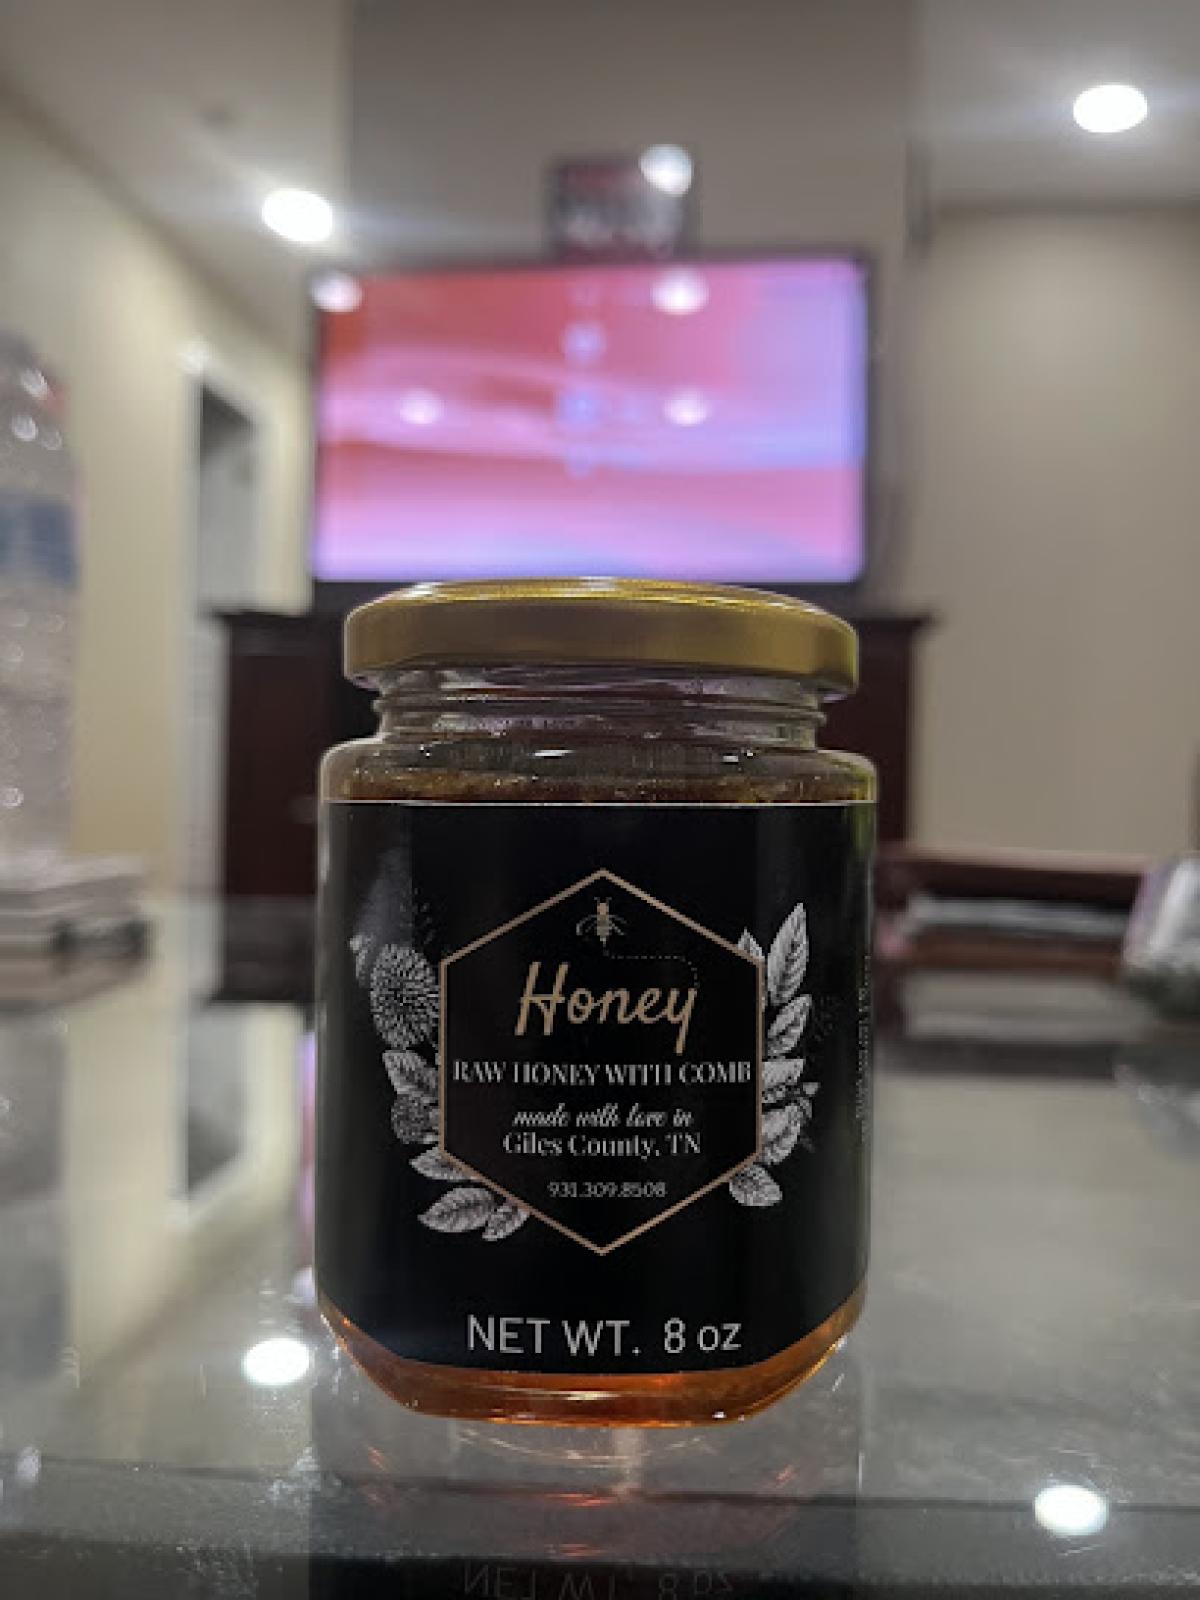 Honey
RAW HONEY WITH COMB
made with love in
Giles County, TN
931.309.8508
NET WT. 8 oz